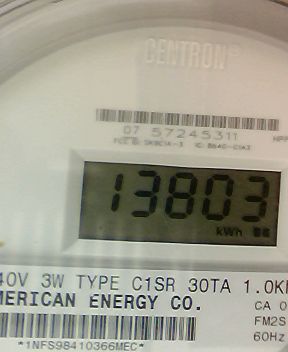 CENTRON®
07 57245311
13803
kWh
40V 3W TYPE C1SR 30TA 1.0K
MERICAN ENERGY CO.
CA 0
FM2S
60Hz
*1NFS98410366MEC*